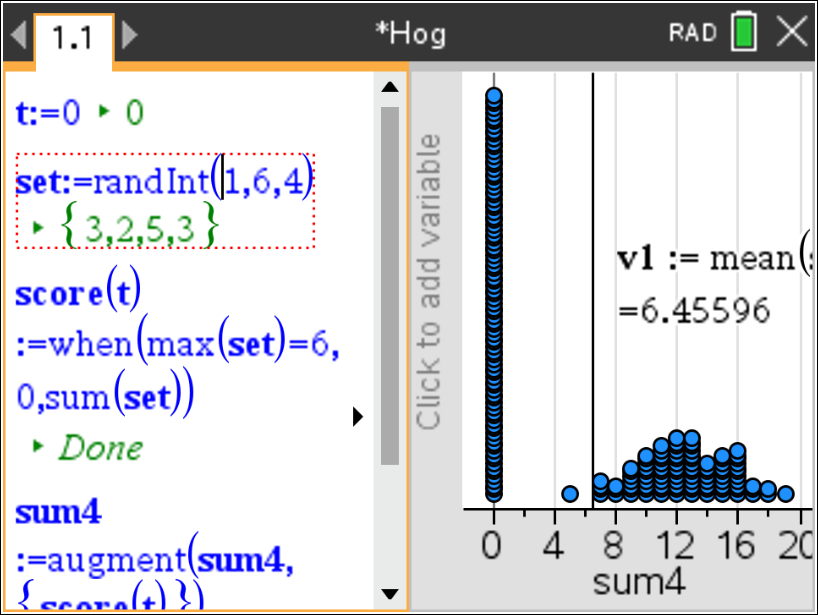 1.1
*Hog
RAD
t:=0 ▸ 0
set:=randInt(1,6,4)
▸ {3,2,5,3}
score(t)
:=when(max(set)=6,
0,sum(set))
▸ Done
sum4
:=augment(sum4,
{score(t)})
Click to add variable
v1 := mean(
=6.45596
0 4 8 12 16 20
sum4